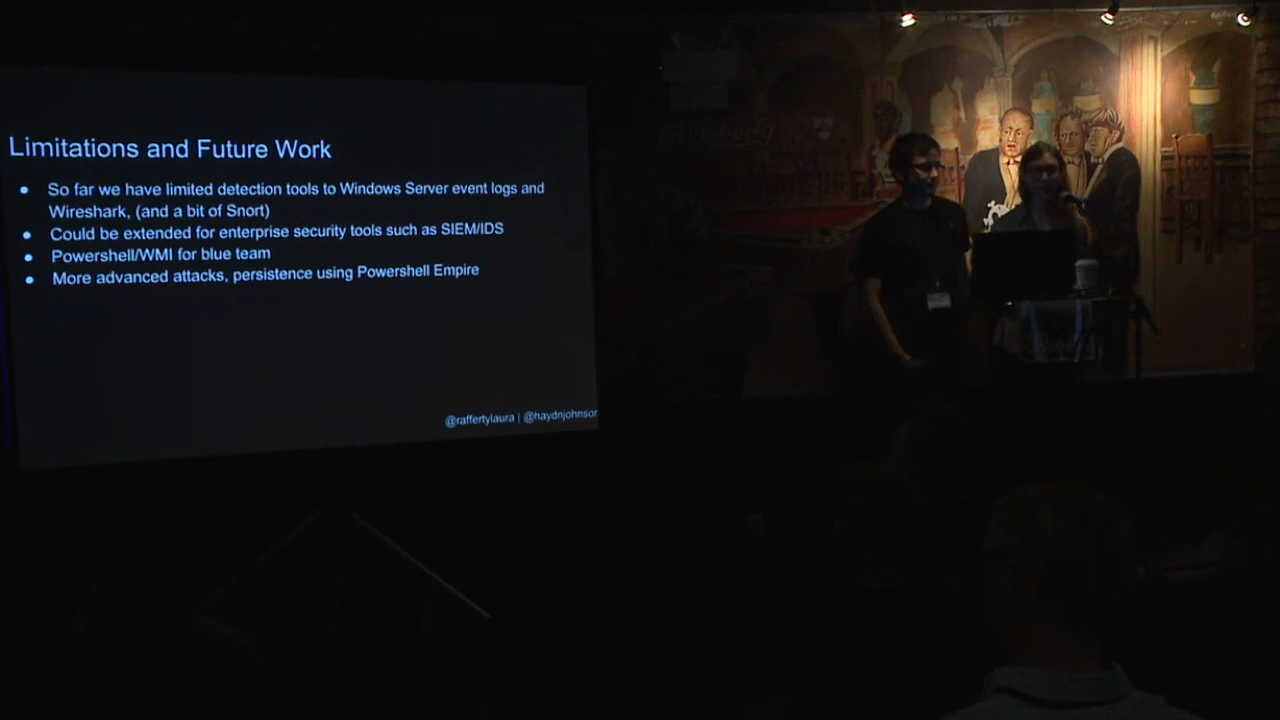 Limitations and Future Work
● So far we have limited detection tools to Windows Server event logs and
Wireshark, (and a bit of Snort)
● Could be extended for enterprise security tools such as SIEM/IDS
● Powershell/WMI for blue team
● More advanced attacks, persistence using Powershell Empire
@raffertylaura | @haydnjohnson
Carlsberg